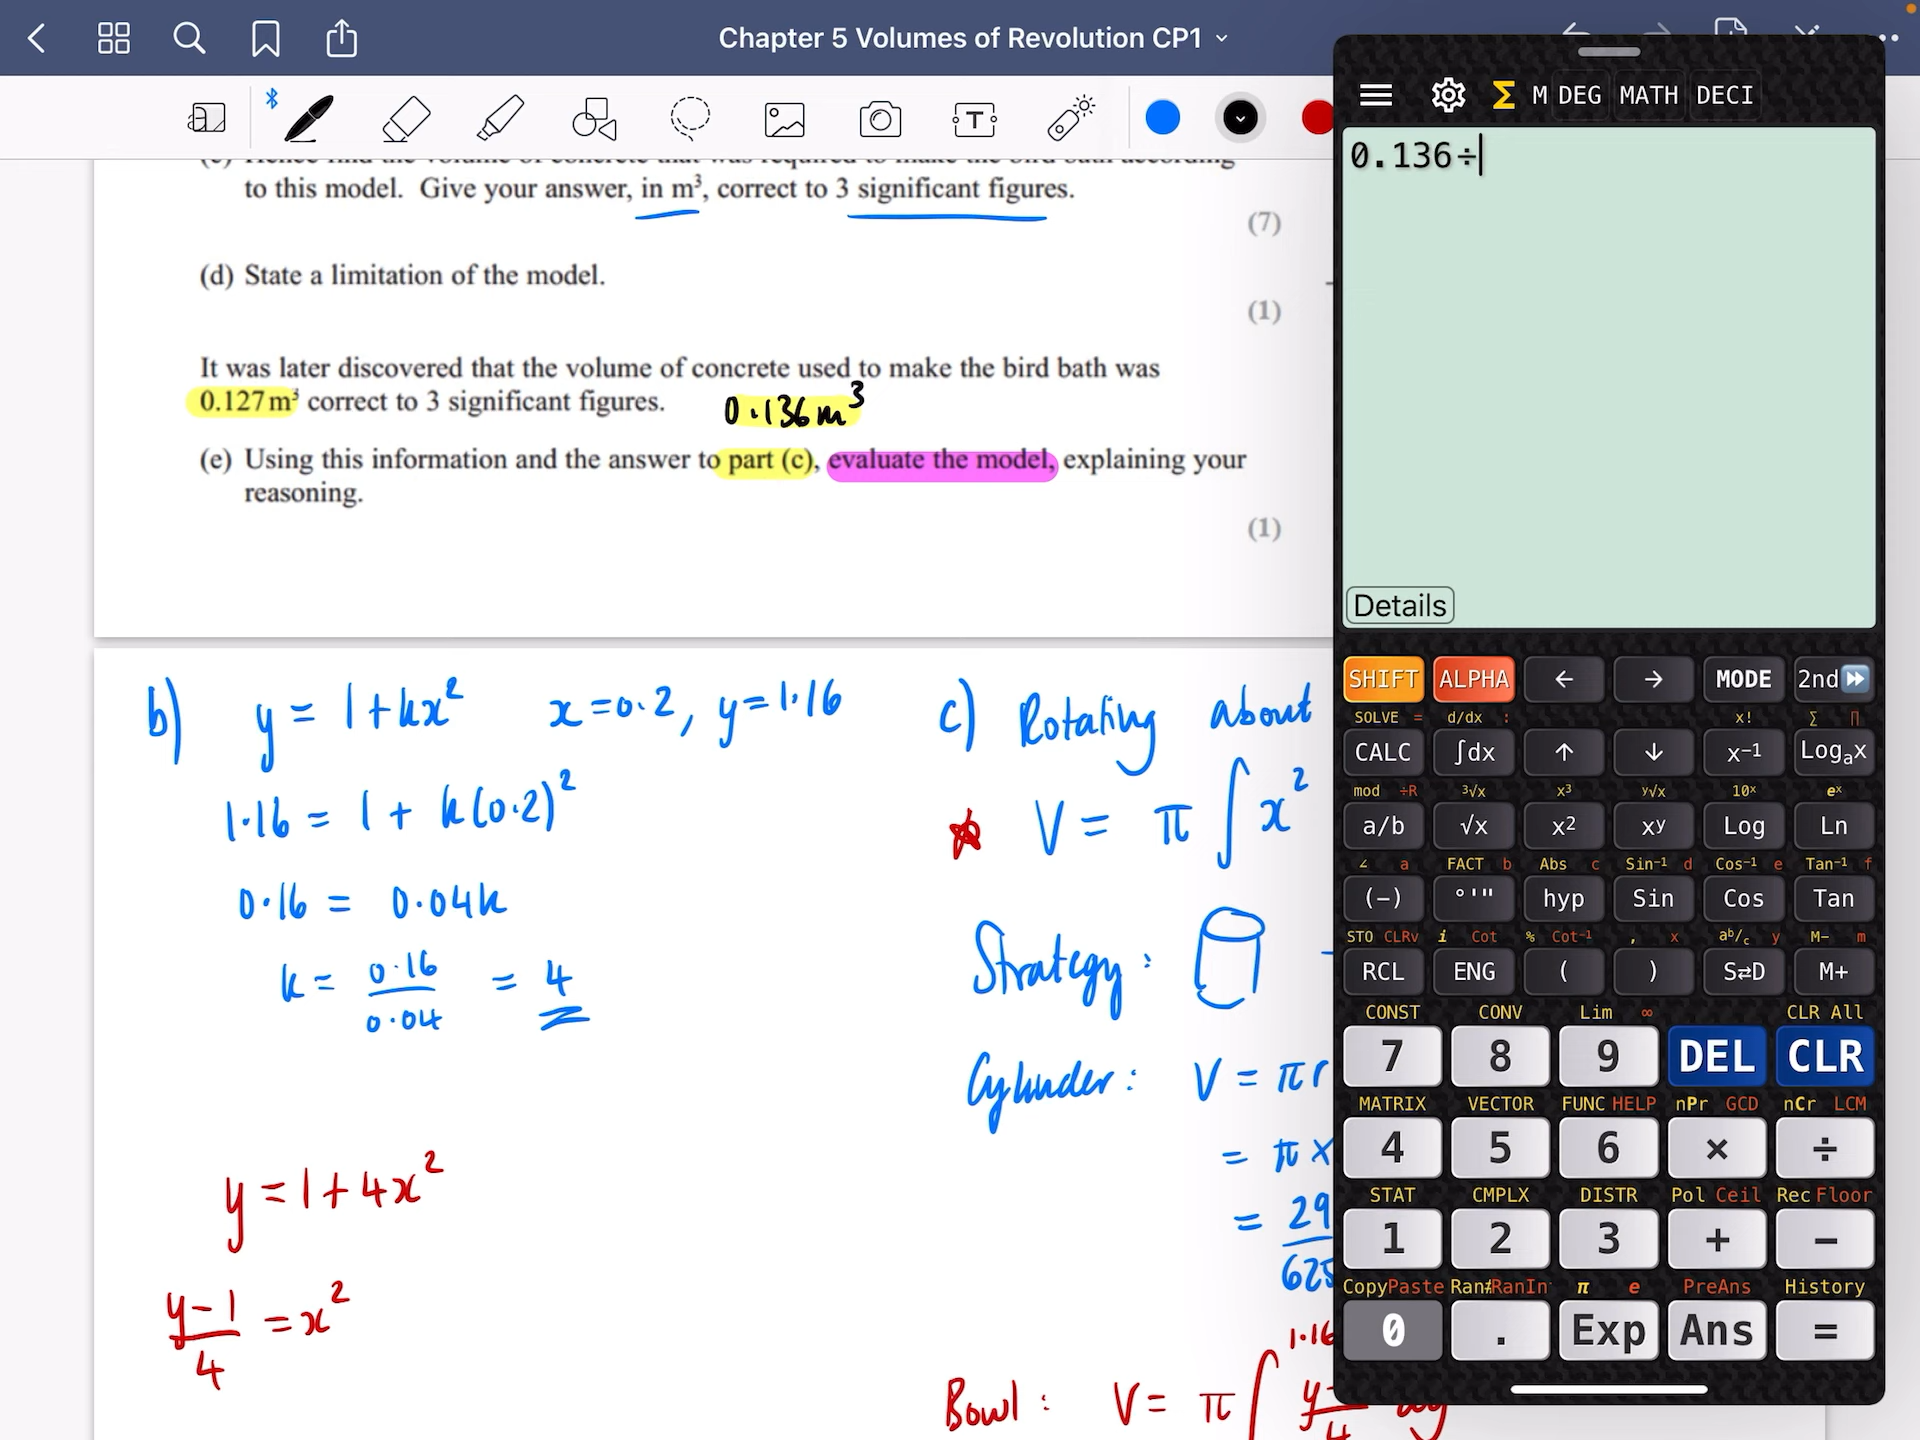 Chapter 5 Volumes of Revolution CP1
to this model. Give your answer, in m³, correct to 3 significant figures.
(7)
(d) State a limitation of the model.
(1)
It was later discovered that the volume of concrete used to make the bird bath was
0.127 m³ correct to 3 significant figures.
0.136 m³
(e) Using this information and the answer to part (c), evaluate the model, explaining your
reasoning.
(1)
b) y = 1 + kx² x = 0.2, y = 1.16
1.16 = 1 + k(0.2)²
0.16 = 0.04k
k = 0.16/0.04 = 4
y = 1 + 4x²
y-1/4 = x²
c) Rotating about
V = π ∫ x²
Strategy:
Cylinder: V = πr
= π ×
= 29/625
1.16
Bowl: V = π ∫ y-/4 dy
M DEG MATH DECI
0.136÷
Details
SHIFT ALPHA ← → MODE 2nd
SOLVE = d/dx : x! Σ ∏
CALC ∫dx ↑ ↓ x⁻¹ Logₐx
mod ÷R ³√x x³ ʸ√x 10ˣ eˣ
a/b √x x² xʸ Log Ln
∠ a FACT b Abs c Sin⁻¹ d Cos⁻¹ e Tan⁻¹ f
(−) °'" hyp Sin Cos Tan
STO CLRv i Cot % Cot⁻¹ , x aᵇ/c y M− m
RCL ENG ( ) S⇄D M+
CONST CONV Lim ∞ CLR All
7 8 9 DEL CLR
MATRIX VECTOR FUNC HELP nPr GCD nCr LCM
4 5 6 × ÷
STAT CMPLX DISTR Pol Ceil Rec Floor
1 2 3 + −
Copy Paste Ran# RanIn π e PreAns History
0 . Exp Ans =